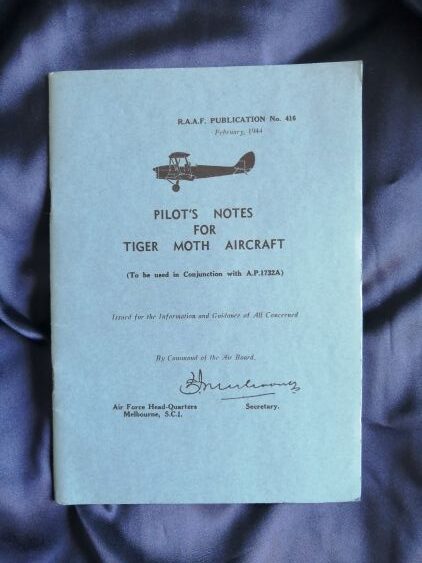 R.A.A.F. PUBLICATION No. 416
February, 1944
PILOT'S NOTES
FOR
TIGER MOTH AIRCRAFT
(To be used in Conjunction with A.P.1732A)
Issued for the Information and Guidance of All Concerned
By Command of the Air Board.
Air Force Head-Quarters
Melbourne, S.C.1.
Secretary.